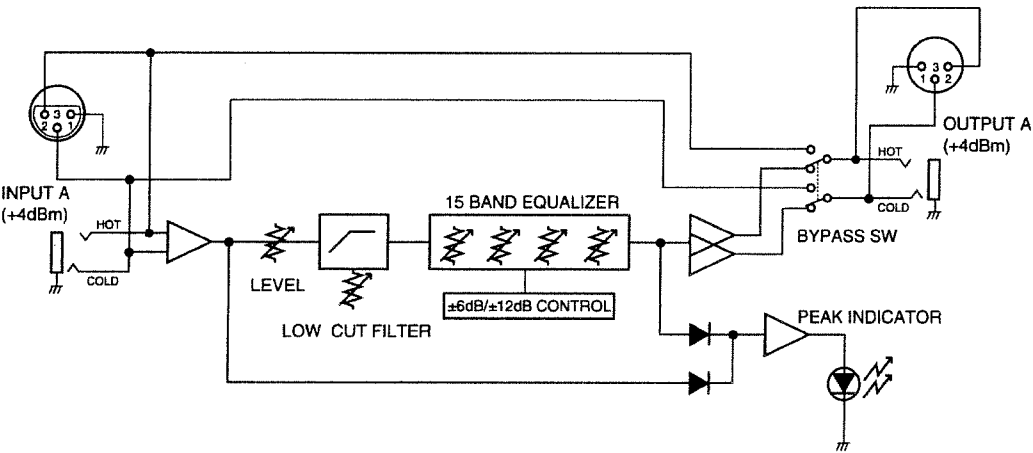 3
2
1
INPUT A
(+4dBm)
HOT
COLD
LEVEL
LOW CUT FILTER
15 BAND EQUALIZER
±6dB/±12dB CONTROL
3
1
2
OUTPUT A
(+4dBm)
HOT
COLD
BYPASS SW
PEAK INDICATOR